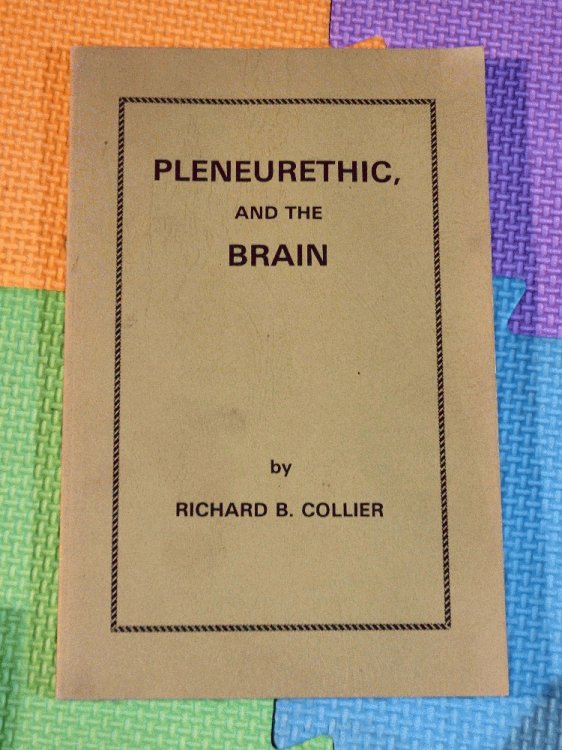 PLENEURETHIC,
AND THE
BRAIN
by
RICHARD B. COLLIER